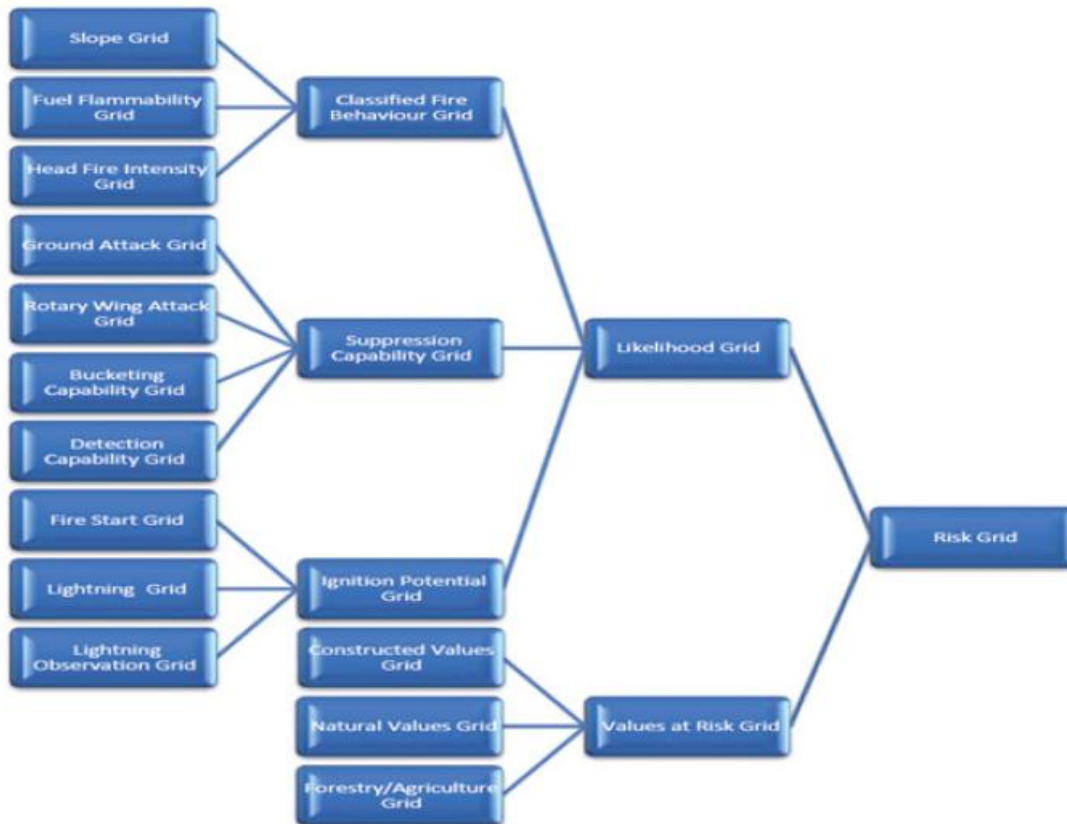 Slope Grid
Fuel Flammability
Grid
Head Fire Intensity
Grid
Ground Attack Grid
Rotary Wing Attack
Grid
Bucketing
Capability Grid
Detection
Capability Grid
Fire Start Grid
Lightning Grid
Lightning
Observation Grid
Classified Fire
Behaviour Grid
Suppression
Capability Grid
Ignition Potential
Grid
Constructed Values
Grid
Natural Values Grid
Forestry/Agriculture
Grid
Likelihood Grid
Values at Risk Grid
Risk Grid